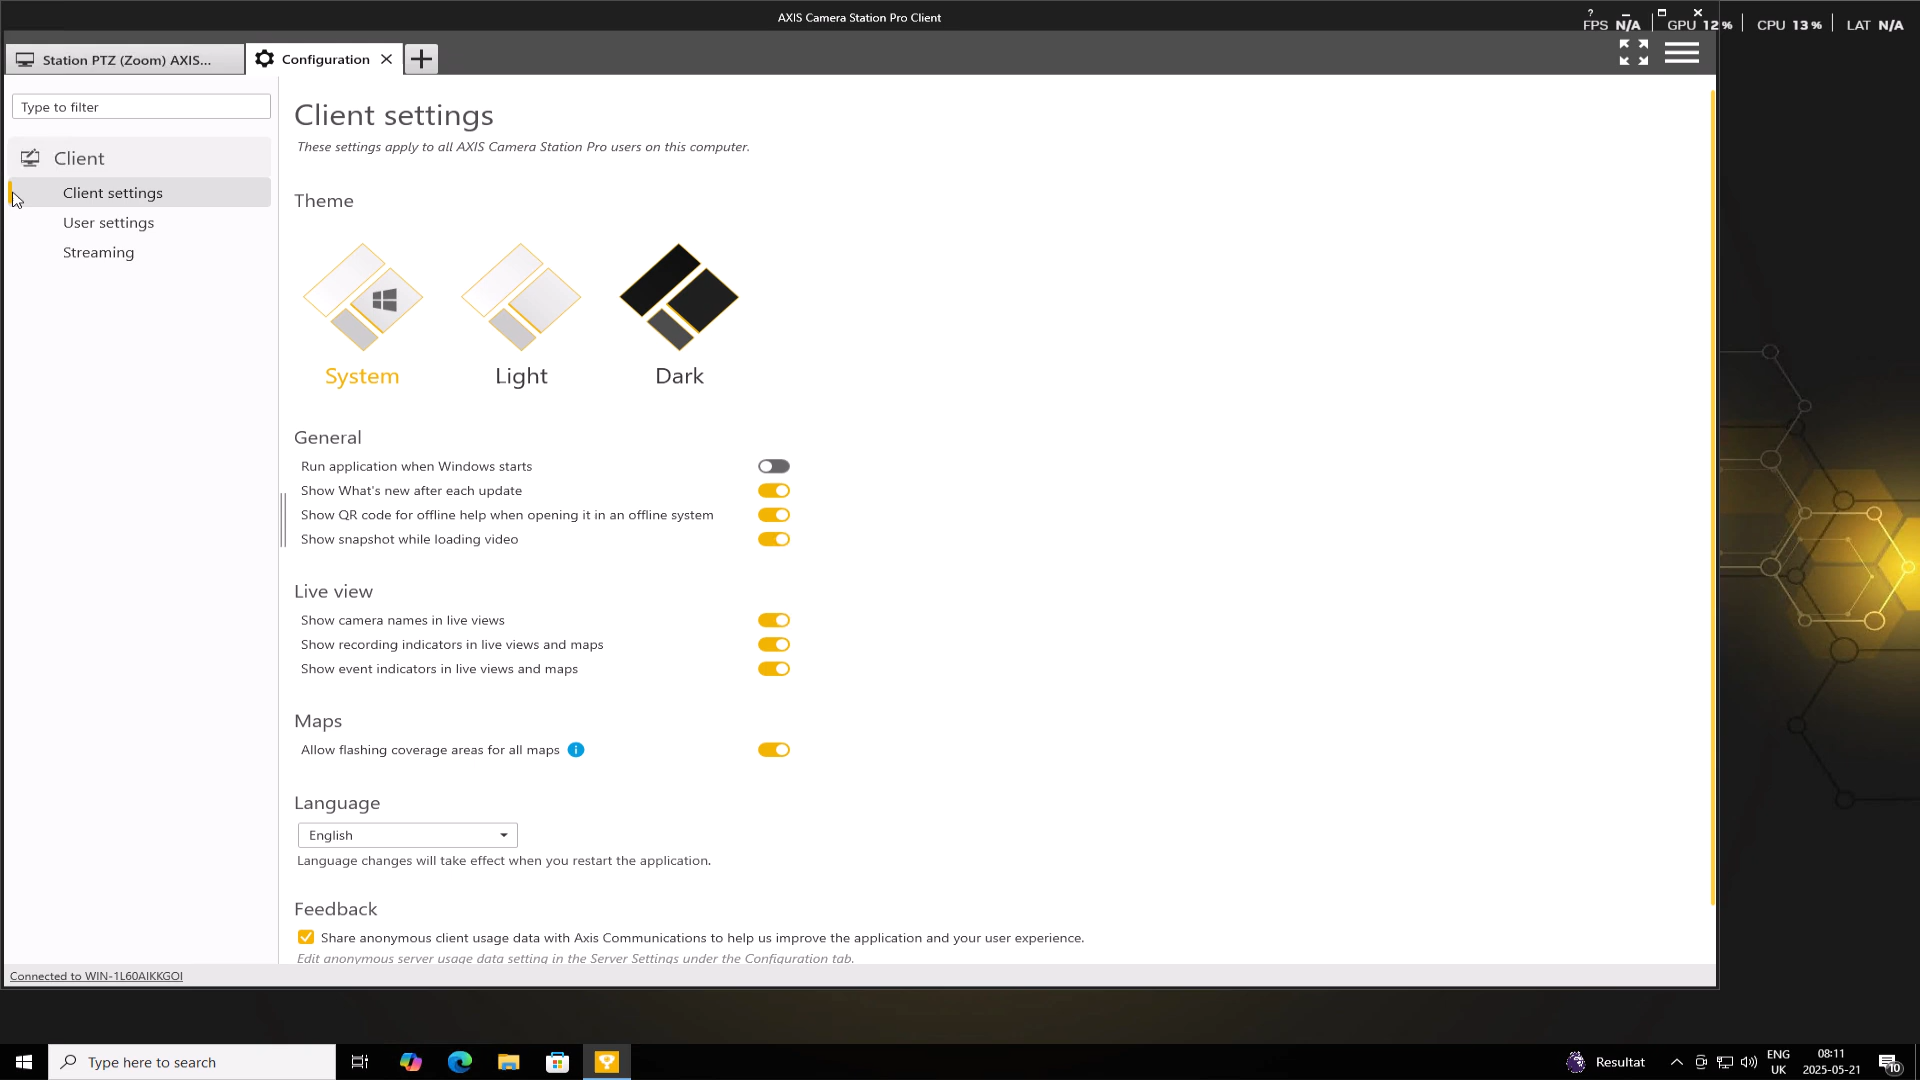 AXIS Camera Station Pro Client
?
FPS N/A GPU 12 % CPU 13 % LAT N/A
Station PTZ (Zoom) AXIS...
Configuration
Type to filter
Client
Client settings
User settings
Streaming
Client settings
These settings apply to all AXIS Camera Station Pro users on this computer.
Theme
System
Light
Dark
General
Run application when Windows starts
Show What's new after each update
Show QR code for offline help when opening it in an offline system
Show snapshot while loading video
Live view
Show camera names in live views
Show recording indicators in live views and maps
Show event indicators in live views and maps
Maps
Allow flashing coverage areas for all maps
Language
English
Language changes will take effect when you restart the application.
Feedback
Share anonymous client usage data with Axis Communications to help us improve the application and your user experience.
Edit anonymous server usage data setting in the Server Settings under the Configuration tab.
Connected to WIN-1L60AIKKGOI
Type here to search
Resultat
ENG
UK
08:11
2025-05-21
10